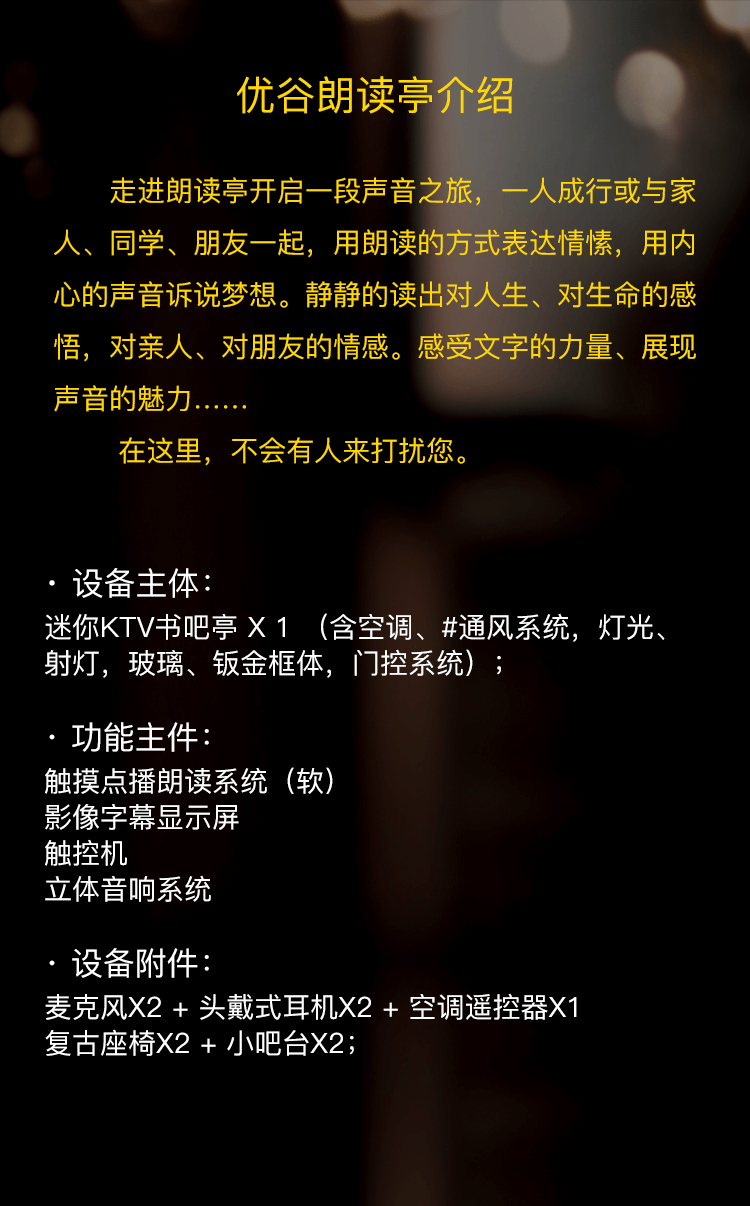 优谷朗读亭介绍
走进朗读亭开启一段声音之旅，一人成行或与家
人、同学、朋友一起，用朗读的方式表达情愫，用内
心的声音诉说梦想。静静的读出对人生、对生命的感
悟，对亲人、对朋友的情感。感受文字的力量、展现
声音的魅力……
在这里，不会有人来打扰您。
· 设备主体：
迷你KTV书吧亭 X 1 （含空调、#通风系统，灯光、
射灯，玻璃、钣金框体，门控系统）；
· 功能主件：
触摸点播朗读系统（软）
影像字幕显示屏
触控机
立体音响系统
· 设备附件：
麦克风X2 + 头戴式耳机X2 + 空调遥控器X1
复古座椅X2 + 小吧台X2；